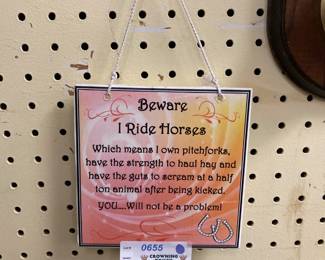 Beware
I Ride Horses
Which means I own pitchforks,
have the strength to haul hay and
have the guts to scream at a half
ton animal after being kicked.
YOU....Will not be a problem!
0655
CROWNING